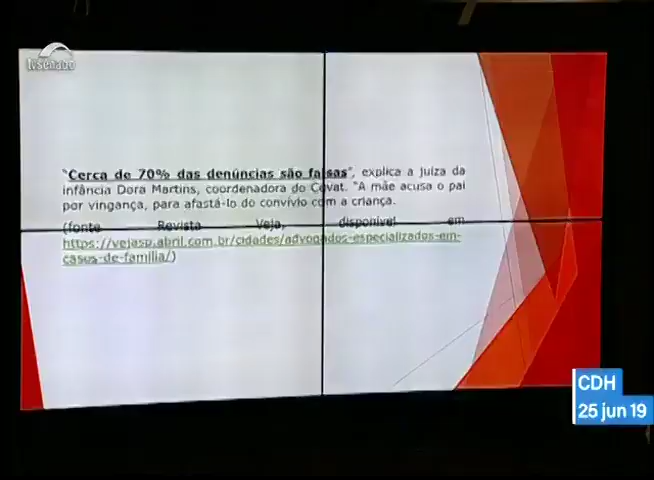 tvsenado
"Cerca de 70% das denúncias são falsas", explica a juíza da
infância Dora Martins, coordenadora do Cevat. "A mãe acusa o pai
por vingança, para afastá-lo do convívio com a criança.
(fonte Revista Veja, disponível em
https://vejasp.abril.com.br/cidades/advogados-especializados-em-
casos-de-familia/)
CDH
25 jun 19